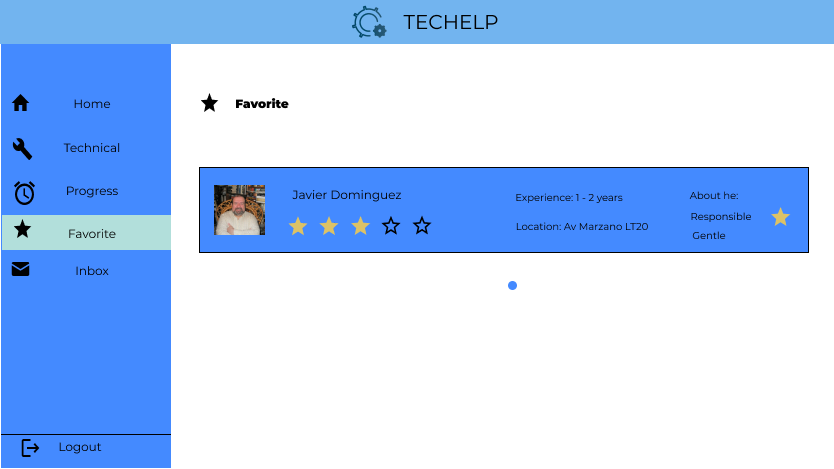 TECHELP
Home
Technical
Progress
Favorite
Inbox
Logout
Favorite
Javier Dominguez
Experience: 1 - 2 years
Location: Av Marzano LT20
About he:
Responsible
Gentle